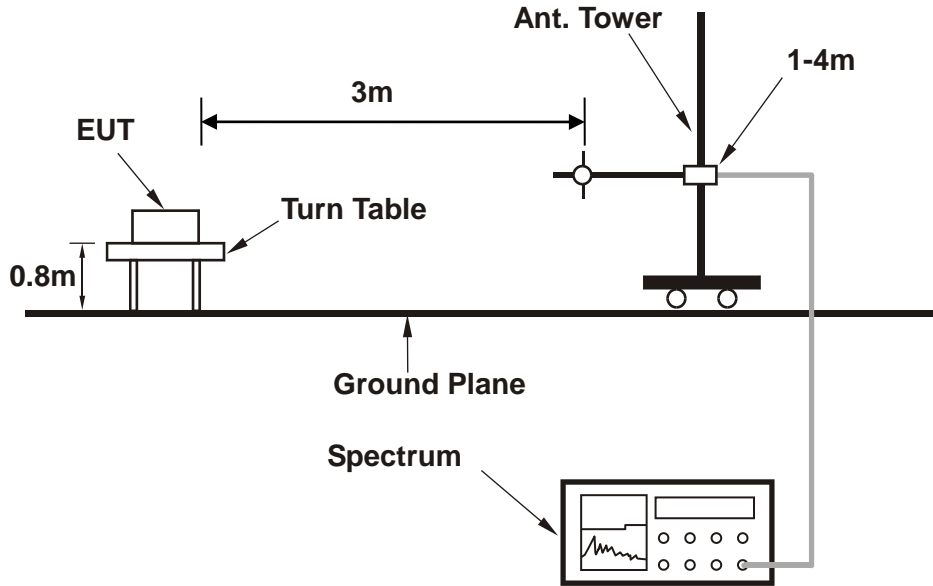 Ant. Tower
1-4m
3m
EUT
Turn Table
0.8m
Ground Plane
Spectrum